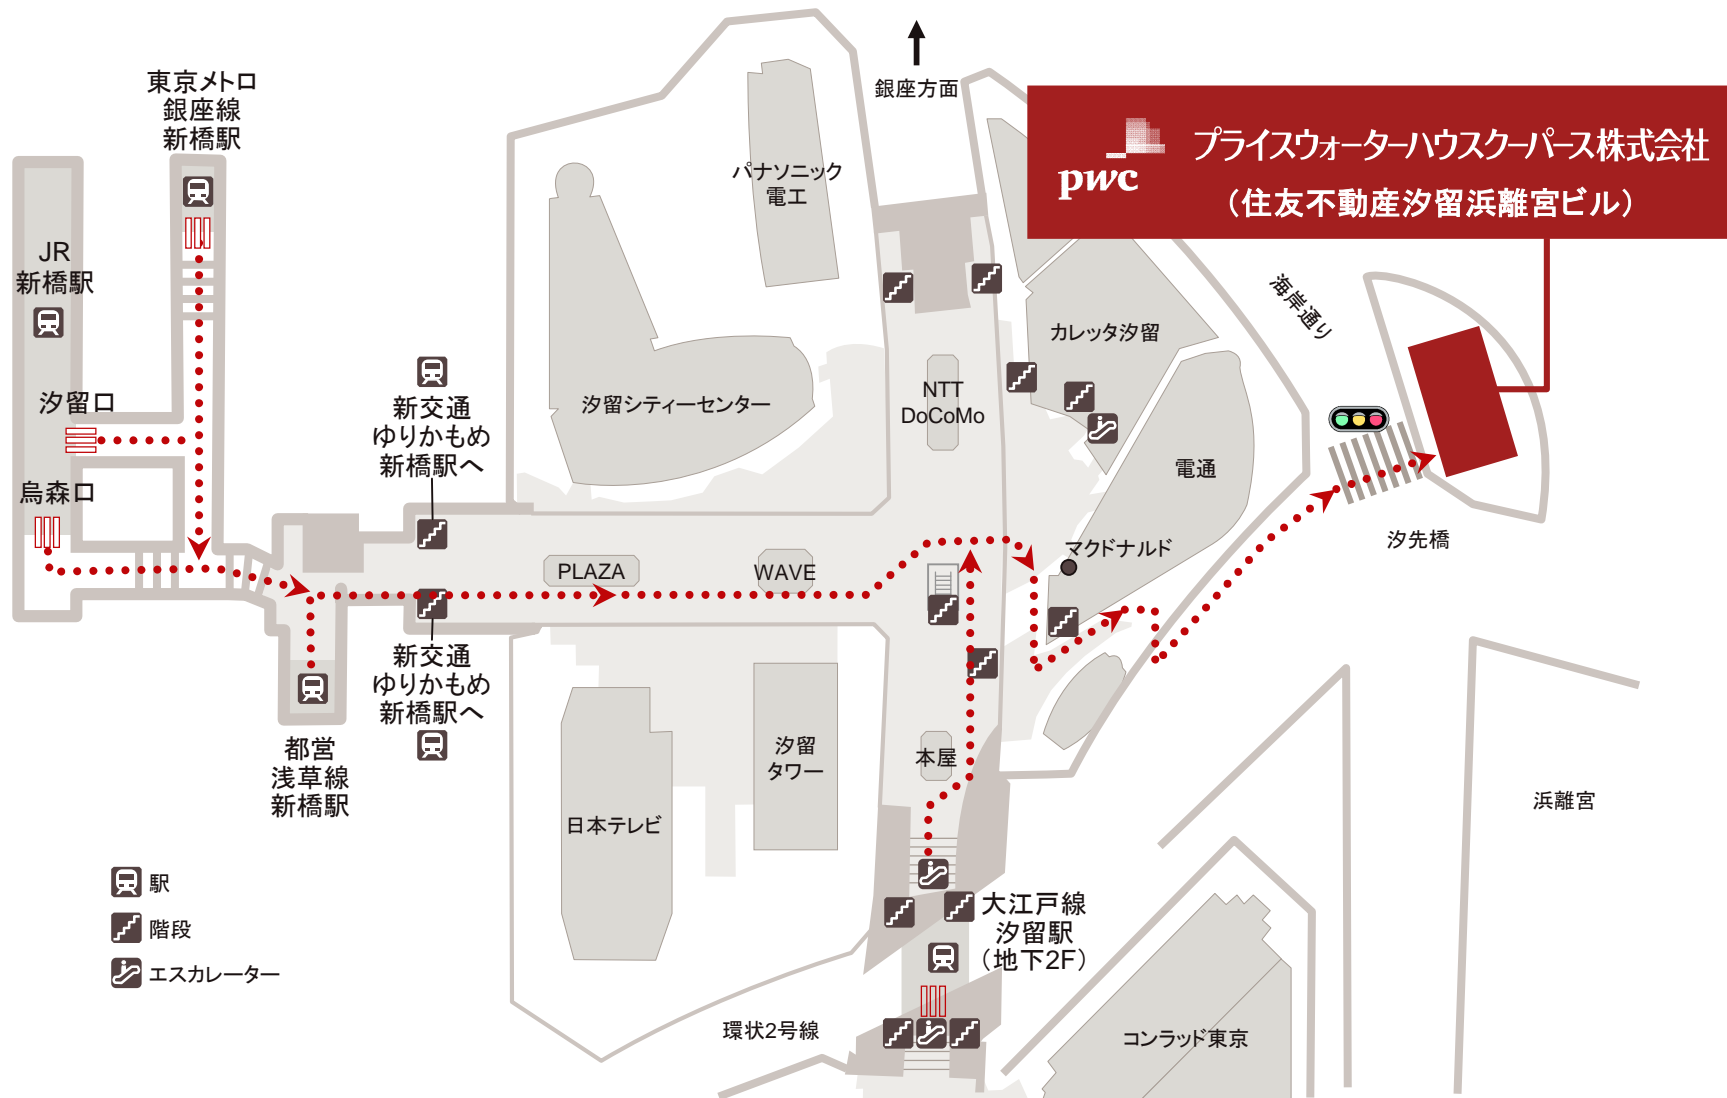 銀座方面
東京メトロ
銀座線
新橋駅
pwc
プライスウォーターハウスクーパース株式会社
（住友不動産汐留浜離宮ビル）
パナソニック
電工
JR
新橋駅
海岸通り
カレッタ汐留
汐留口
新交通
ゆりかもめ
新橋駅へ
汐留シティーセンター
NTT
DoCoMo
電通
烏森口
汐先橋
マクドナルド
PLAZA
WAVE
新交通
ゆりかもめ
新橋駅へ
都営
浅草線
新橋駅
汐留
タワー
本屋
浜離宮
日本テレビ
駅
階段
エスカレーター
大江戸線
汐留駅
（地下2F）
環状2号線
コンラッド東京